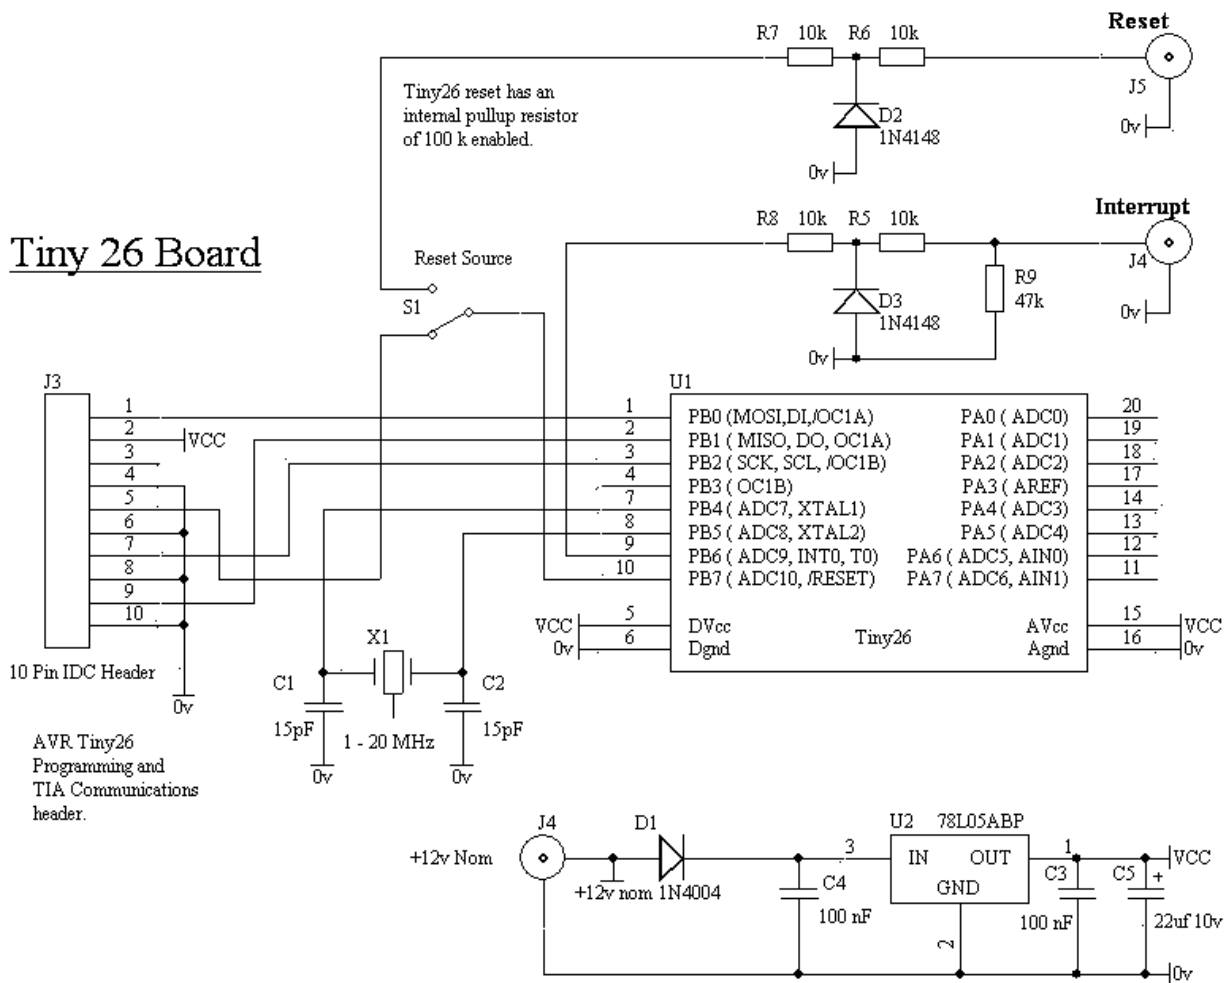 Reset
R7 10k R6 10k
J5
Tiny26 reset has an
internal pullup resistor
of 100 k enabled.
D2
1N4148
0v
0v
Interrupt
R8 10k R5 10k
J4
Tiny 26 Board
Reset Source
S1
R9
47k
D3
1N4148
0v
0v
J3
1
2
3
4
5
6
7
8
9
10
VCC
10 Pin IDC Header
0v
AVR Tiny26
Programming and
TIA Communications
header.
U1
1 PB0 (MOSI,DI,/OC1A) PA0 ( ADC0) 20
2 PB1 ( MISO, DO, OC1A) PA1 ( ADC1) 19
3 PB2 ( SCK, SCL, /OC1B) PA2 ( ADC2) 18
4 PB3 ( OC1B) PA3 ( AREF) 17
7 PB4 ( ADC7, XTAL1) PA4 ( ADC3) 14
8 PB5 ( ADC8, XTAL2) PA5 ( ADC4) 13
9 PB6 ( ADC9, INT0, T0) PA6 ( ADC5, AIN0) 12
10 PB7 ( ADC10, /RESET) PA7 ( ADC6, AIN1) 11
VCC 5 DVcc AVcc 15 VCC
0v 6 Dgnd Agnd 16 0v
Tiny26
X1
C1 C2
15pF 15pF
1 - 20 MHz
0v 0v
J4 D1 U2 78L05ABP
+12v Nom
3 IN OUT 1 VCC
GND
+12v nom 1N4004
C4
100 nF
2
C3
100 nF
C5 +
22uf 10v
0v